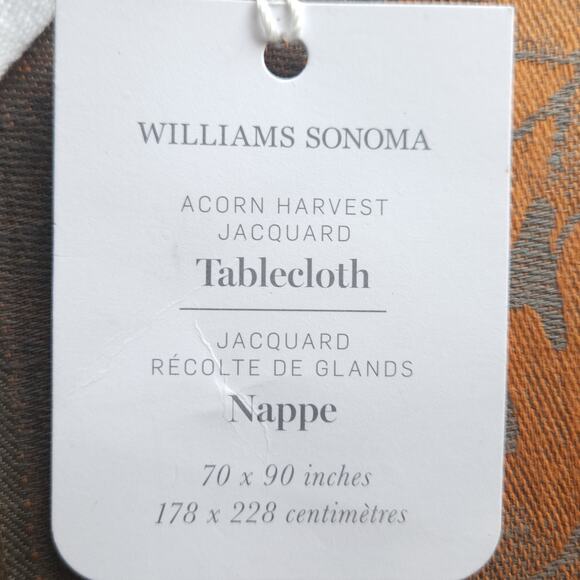 WILLIAMS SONOMA
ACORN HARVEST
JACQUARD
Tablecloth
JACQUARD
RÉCOLTE DE GLANDS
Nappe
70 x 90 inches
178 x 228 centimètres